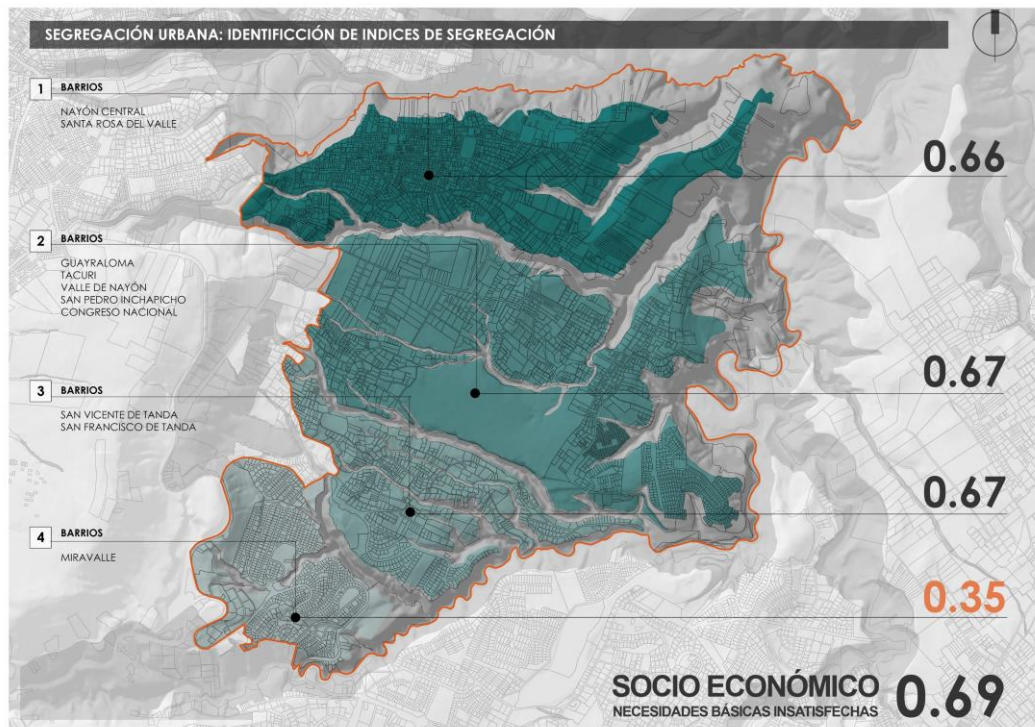 SEGREGACIÓN URBANA: IDENTIFICCIÓN DE INDICES DE SEGREGACIÓN
1 BARRIOS
NAYÓN CENTRAL
SANTA ROSA DEL VALLE
0.66
2 BARRIOS
GUAYRALOMA
TACURI
VALLE DE NAYÓN
SAN PEDRO INCHAPICHO
CONGRESO NACIONAL
0.67
3 BARRIOS
SAN VICENTE DE TANDA
SAN FRANCISCO DE TANDA
0.67
4 BARRIOS
MIRAVALLE
0.35
SOCIO ECONÓMICO 0.69
NECESIDADES BÁSICAS INSATISFECHAS